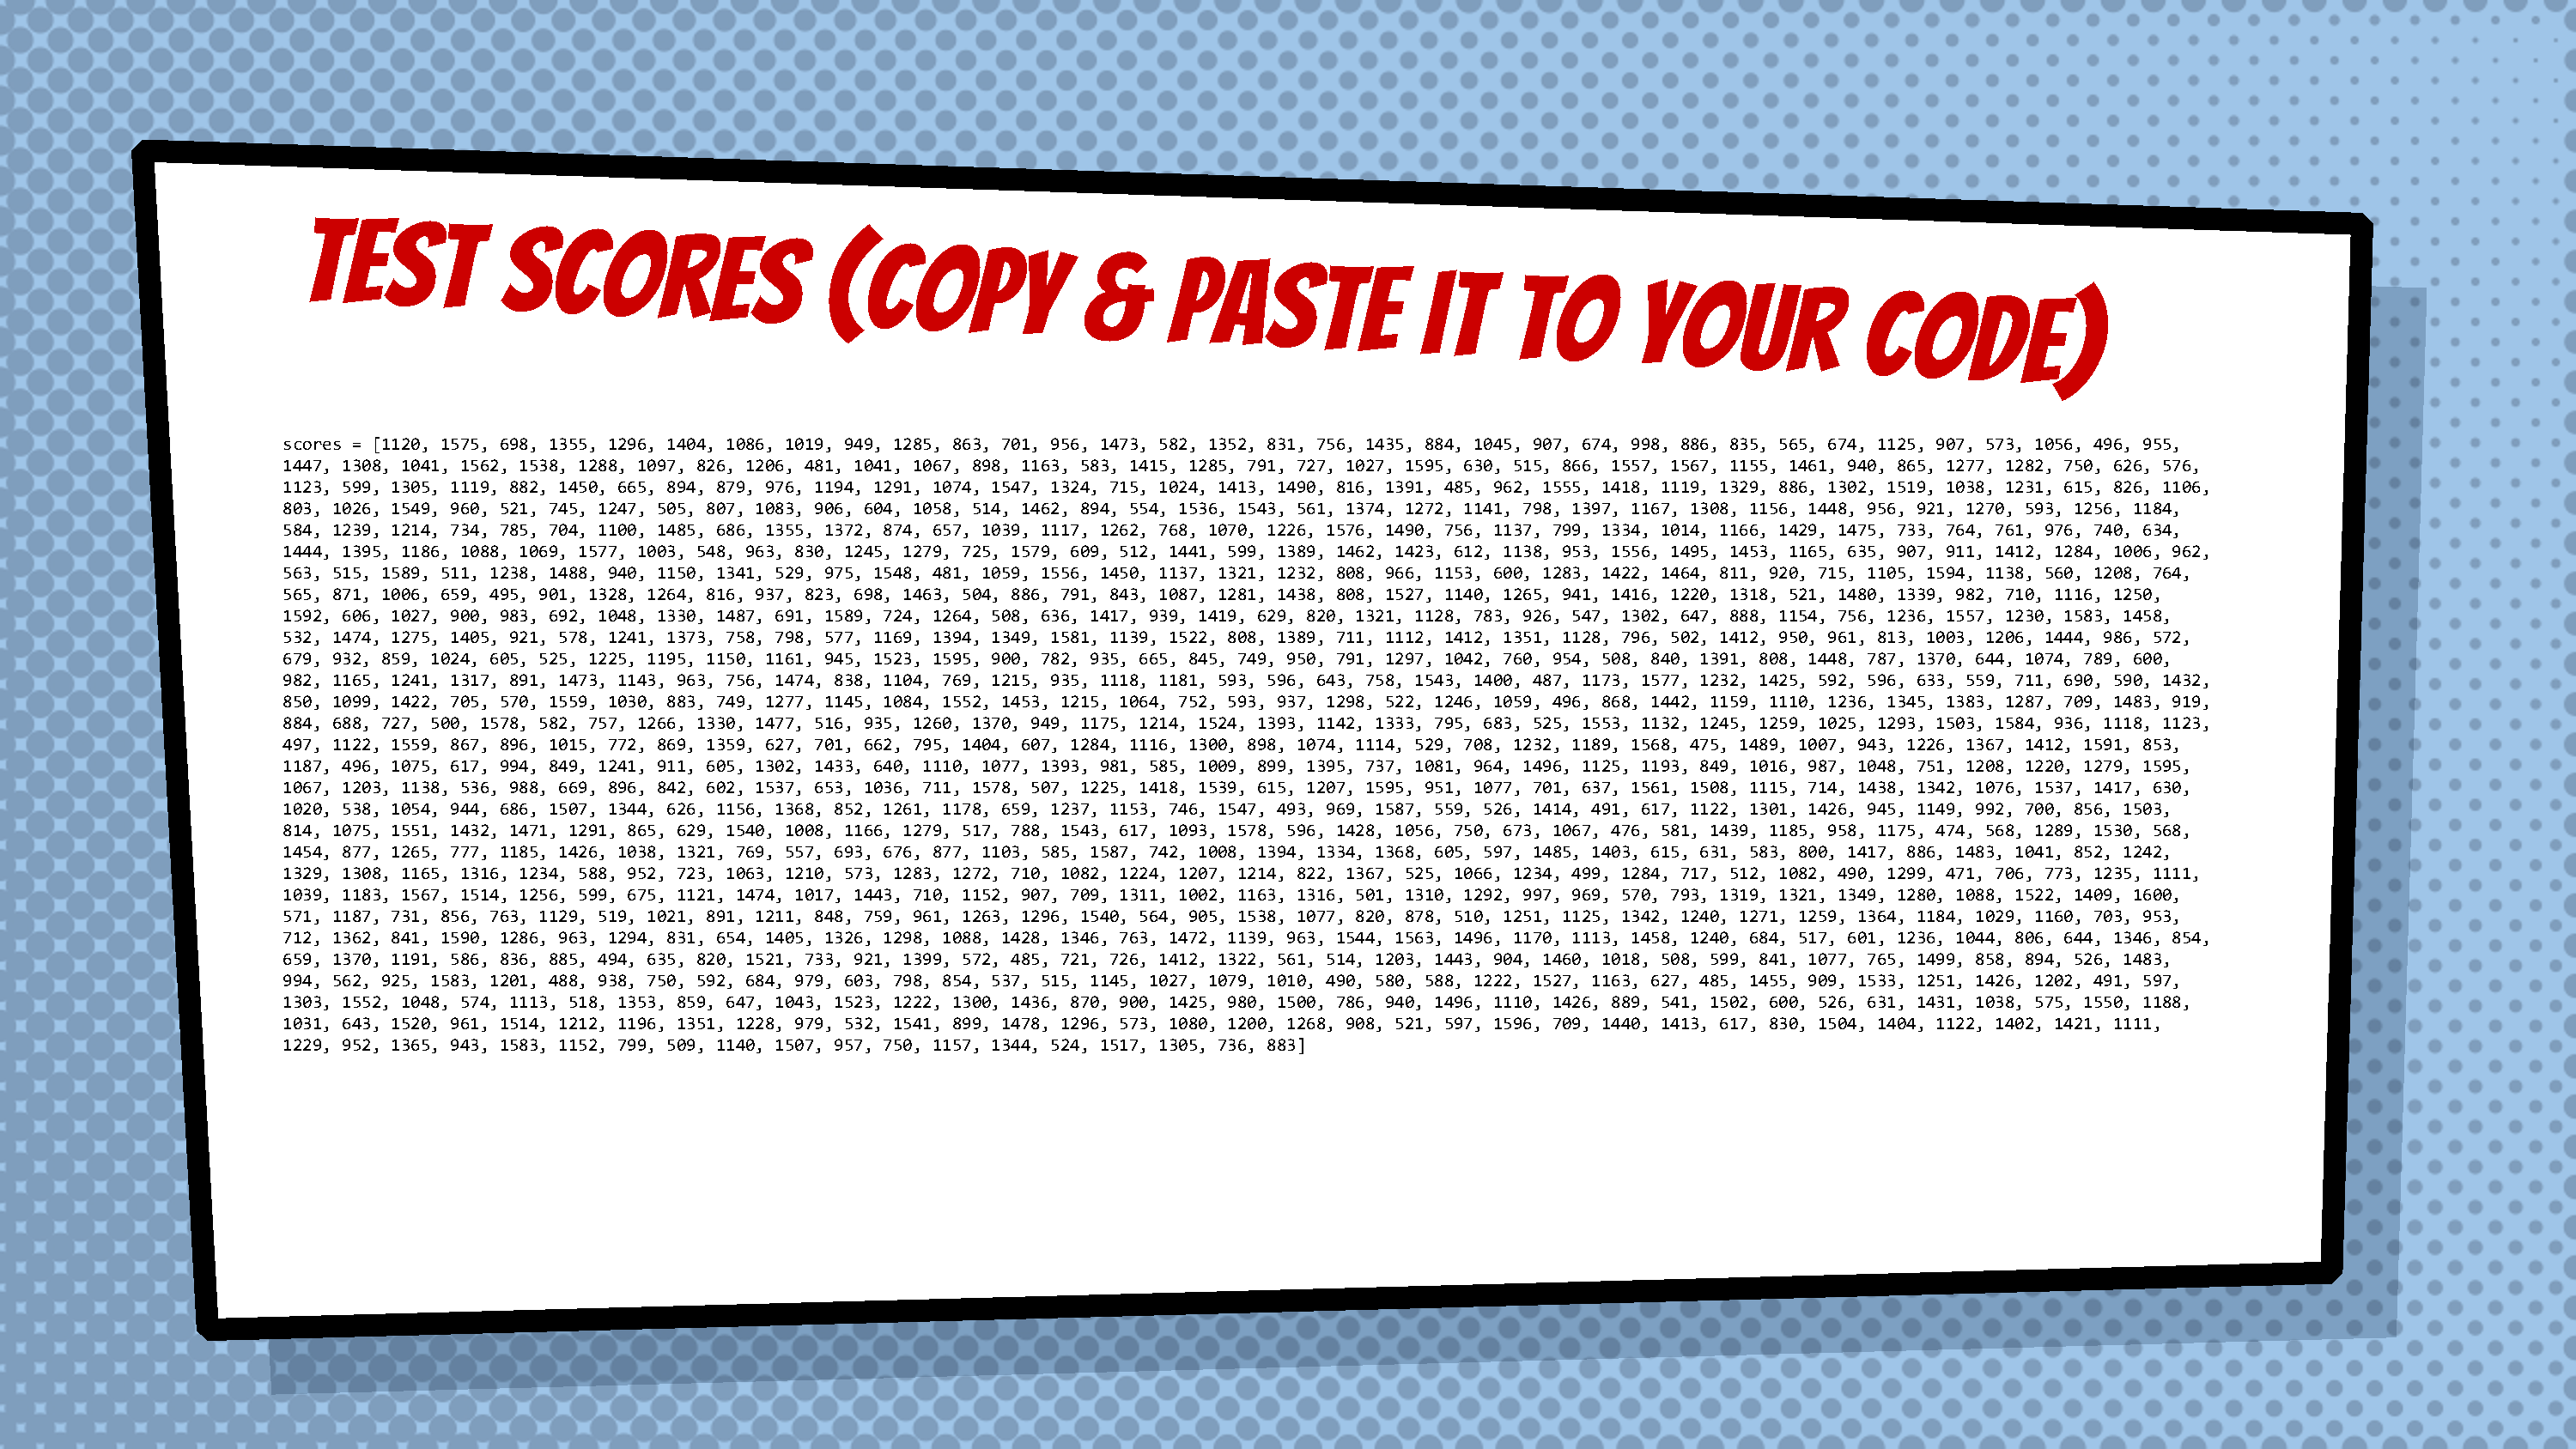 TEST SCORES (COPY & PASTE IT TO YOUR CODE)
scores = [1120, 1575, 698, 1355, 1296, 1404, 1086, 1019, 949, 1285, 863, 701, 956, 1473, 582, 1352, 831, 756, 1435, 884, 1045, 907, 674, 998, 886, 835, 565, 674, 1125, 907, 573, 1056, 496, 955,
1447, 1308, 1041, 1562, 1538, 1288, 1097, 826, 1206, 481, 1041, 1067, 898, 1163, 583, 1415, 1285, 791, 727, 1027, 1595, 630, 515, 866, 1557, 1567, 1155, 1461, 940, 865, 1277, 1282, 750, 626, 576,
1123, 599, 1305, 1119, 882, 1450, 665, 894, 879, 976, 1194, 1291, 1074, 1547, 1324, 715, 1024, 1413, 1490, 816, 1391, 485, 962, 1555, 1418, 1119, 1329, 886, 1302, 1519, 1038, 1231, 615, 826, 1106,
803, 1026, 1549, 960, 521, 745, 1247, 505, 807, 1083, 906, 604, 1058, 514, 1462, 894, 554, 1536, 1543, 561, 1374, 1272, 1141, 798, 1397, 1167, 1308, 1156, 1448, 956, 921, 1270, 593, 1256, 1184,
584, 1239, 1214, 734, 785, 704, 1100, 1485, 686, 1355, 1372, 874, 657, 1039, 1117, 1262, 768, 1070, 1226, 1576, 1490, 756, 1137, 799, 1334, 1014, 1166, 1429, 1475, 733, 764, 761, 976, 740, 634,
1444, 1395, 1186, 1088, 1069, 1577, 1003, 548, 963, 830, 1245, 1279, 725, 1579, 609, 512, 1441, 599, 1389, 1462, 1423, 612, 1138, 953, 1556, 1495, 1453, 1165, 635, 907, 911, 1412, 1284, 1006, 962,
563, 515, 1589, 511, 1238, 1488, 940, 1150, 1341, 529, 975, 1548, 481, 1059, 1556, 1450, 1137, 1321, 1232, 808, 966, 1153, 600, 1283, 1422, 1464, 811, 920, 715, 1105, 1594, 1138, 560, 1208, 764,
565, 871, 1006, 659, 495, 901, 1328, 1264, 816, 937, 823, 698, 1463, 504, 886, 791, 843, 1087, 1281, 1438, 808, 1527, 1140, 1265, 941, 1416, 1220, 1318, 521, 1480, 1339, 982, 710, 1116, 1250,
1592, 606, 1027, 900, 983, 692, 1048, 1330, 1487, 691, 1589, 724, 1264, 508, 636, 1417, 939, 1419, 629, 820, 1321, 1128, 783, 926, 547, 1302, 647, 888, 1154, 756, 1236, 1557, 1230, 1583, 1458,
532, 1474, 1275, 1405, 921, 578, 1241, 1373, 758, 798, 577, 1169, 1394, 1349, 1581, 1139, 1522, 808, 1389, 711, 1112, 1412, 1351, 1128, 796, 502, 1412, 950, 961, 813, 1003, 1206, 1444, 986, 572,
679, 932, 859, 1024, 605, 525, 1225, 1195, 1150, 1161, 945, 1523, 1595, 900, 782, 935, 665, 845, 749, 950, 791, 1297, 1042, 760, 954, 508, 840, 1391, 808, 1448, 787, 1370, 644, 1074, 789, 600,
982, 1165, 1241, 1317, 891, 1473, 1143, 963, 756, 1474, 838, 1104, 769, 1215, 935, 1118, 1181, 593, 596, 643, 758, 1543, 1400, 487, 1173, 1577, 1232, 1425, 592, 596, 633, 559, 711, 690, 590, 1432,
850, 1099, 1422, 705, 570, 1559, 1030, 883, 749, 1277, 1145, 1084, 1552, 1453, 1215, 1064, 752, 593, 937, 1298, 522, 1246, 1059, 496, 868, 1442, 1159, 1110, 1236, 1345, 1383, 1287, 709, 1483, 919,
884, 688, 727, 500, 1578, 582, 757, 1266, 1330, 1477, 516, 935, 1260, 1370, 949, 1175, 1214, 1524, 1393, 1142, 1333, 795, 683, 525, 1553, 1132, 1245, 1259, 1025, 1293, 1503, 1584, 936, 1118, 1123,
497, 1122, 1559, 867, 896, 1015, 772, 869, 1359, 627, 701, 662, 795, 1404, 607, 1284, 1116, 1300, 898, 1074, 1114, 529, 708, 1232, 1189, 1568, 475, 1489, 1007, 943, 1226, 1367, 1412, 1591, 853,
1187, 496, 1075, 617, 994, 849, 1241, 911, 605, 1302, 1433, 640, 1110, 1077, 1393, 981, 585, 1009, 899, 1395, 737, 1081, 964, 1496, 1125, 1193, 849, 1016, 987, 1048, 751, 1208, 1220, 1279, 1595,
1067, 1203, 1138, 536, 988, 669, 896, 842, 602, 1537, 653, 1036, 711, 1578, 507, 1225, 1418, 1539, 615, 1207, 1595, 951, 1077, 701, 637, 1561, 1508, 1115, 714, 1438, 1342, 1076, 1537, 1417, 630,
1020, 538, 1054, 944, 686, 1507, 1344, 626, 1156, 1368, 852, 1261, 1178, 659, 1237, 1153, 746, 1547, 493, 969, 1587, 559, 526, 1414, 491, 617, 1122, 1301, 1426, 945, 1149, 992, 700, 856, 1503,
814, 1075, 1551, 1432, 1471, 1291, 865, 629, 1540, 1008, 1166, 1279, 517, 788, 1543, 617, 1093, 1578, 596, 1428, 1056, 750, 673, 1067, 476, 581, 1439, 1185, 958, 1175, 474, 568, 1289, 1530, 568,
1454, 877, 1265, 777, 1185, 1426, 1038, 1321, 769, 557, 693, 676, 877, 1103, 585, 1587, 742, 1008, 1394, 1334, 1368, 605, 597, 1485, 1403, 615, 631, 583, 800, 1417, 886, 1483, 1041, 852, 1242,
1329, 1308, 1165, 1316, 1234, 588, 952, 723, 1063, 1210, 573, 1283, 1272, 710, 1082, 1224, 1207, 1214, 822, 1367, 525, 1066, 1234, 499, 1284, 717, 512, 1082, 490, 1299, 471, 706, 773, 1235, 1111,
1039, 1183, 1567, 1514, 1256, 599, 675, 1121, 1474, 1017, 1443, 710, 1152, 907, 709, 1311, 1002, 1163, 1316, 501, 1310, 1292, 997, 969, 570, 793, 1319, 1321, 1349, 1280, 1088, 1522, 1409, 1600,
571, 1187, 731, 856, 763, 1129, 519, 1021, 891, 1211, 848, 759, 961, 1263, 1296, 1540, 564, 905, 1538, 1077, 820, 878, 510, 1251, 1125, 1342, 1240, 1271, 1259, 1364, 1184, 1029, 1160, 703, 953,
712, 1362, 841, 1590, 1286, 963, 1294, 831, 654, 1405, 1326, 1298, 1088, 1428, 1346, 763, 1472, 1139, 963, 1544, 1563, 1496, 1170, 1113, 1458, 1240, 684, 517, 601, 1236, 1044, 806, 644, 1346, 854,
659, 1370, 1191, 586, 836, 885, 494, 635, 820, 1521, 733, 921, 1399, 572, 485, 721, 726, 1412, 1322, 561, 514, 1203, 1443, 904, 1460, 1018, 508, 599, 841, 1077, 765, 1499, 858, 894, 526, 1483,
994, 562, 925, 1583, 1201, 488, 938, 750, 592, 684, 979, 603, 798, 854, 537, 515, 1145, 1027, 1079, 1010, 490, 580, 588, 1222, 1527, 1163, 627, 485, 1455, 909, 1533, 1251, 1426, 1202, 491, 597,
1303, 1552, 1048, 574, 1113, 518, 1353, 859, 647, 1043, 1523, 1222, 1300, 1436, 870, 900, 1425, 980, 1500, 786, 940, 1496, 1110, 1426, 889, 541, 1502, 600, 526, 631, 1431, 1038, 575, 1550, 1188,
1031, 643, 1520, 961, 1514, 1212, 1196, 1351, 1228, 979, 532, 1541, 899, 1478, 1296, 573, 1080, 1200, 1268, 908, 521, 597, 1596, 709, 1440, 1413, 617, 830, 1504, 1404, 1122, 1402, 1421, 1111,
1229, 952, 1365, 943, 1583, 1152, 799, 509, 1140, 1507, 957, 750, 1157, 1344, 524, 1517, 1305, 736, 883]